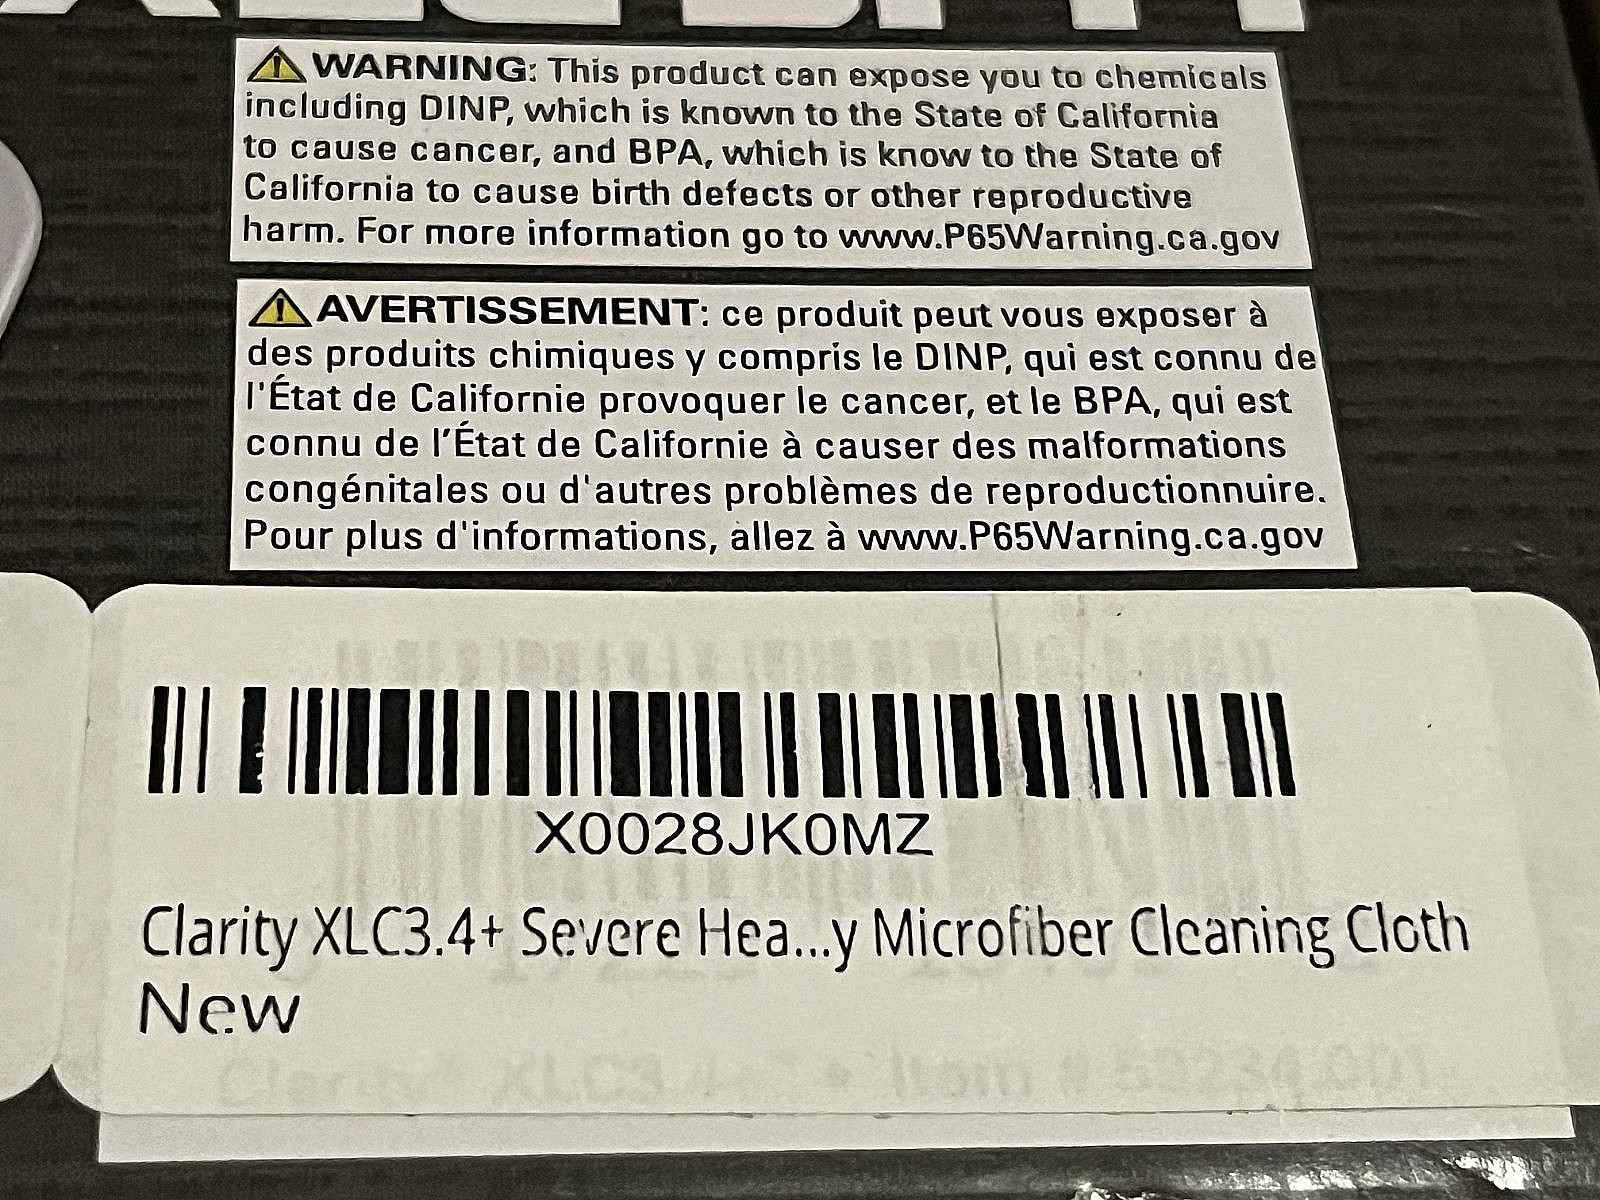 WARNING: This product can expose you to chemicals
including DINP, which is known to the State of California
to cause cancer, and BPA, which is know to the State of
California to cause birth defects or other reproductive
harm. For more information go to www.P65Warning.ca.gov
AVERTISSEMENT: ce produit peut vous exposer à
des produits chimiques y compris le DINP, qui est connu de
l'État de Californie provoquer le cancer, et le BPA, qui est
connu de l'État de Californie à causer des malformations
congénitales ou d'autres problèmes de reproductionnuire.
Pour plus d'informations, allez à www.P65Warning.ca.gov
X0028JK0MZ
Clarity XLC3.4+ Severe Hea...y Microfiber Cleaning Cloth
New